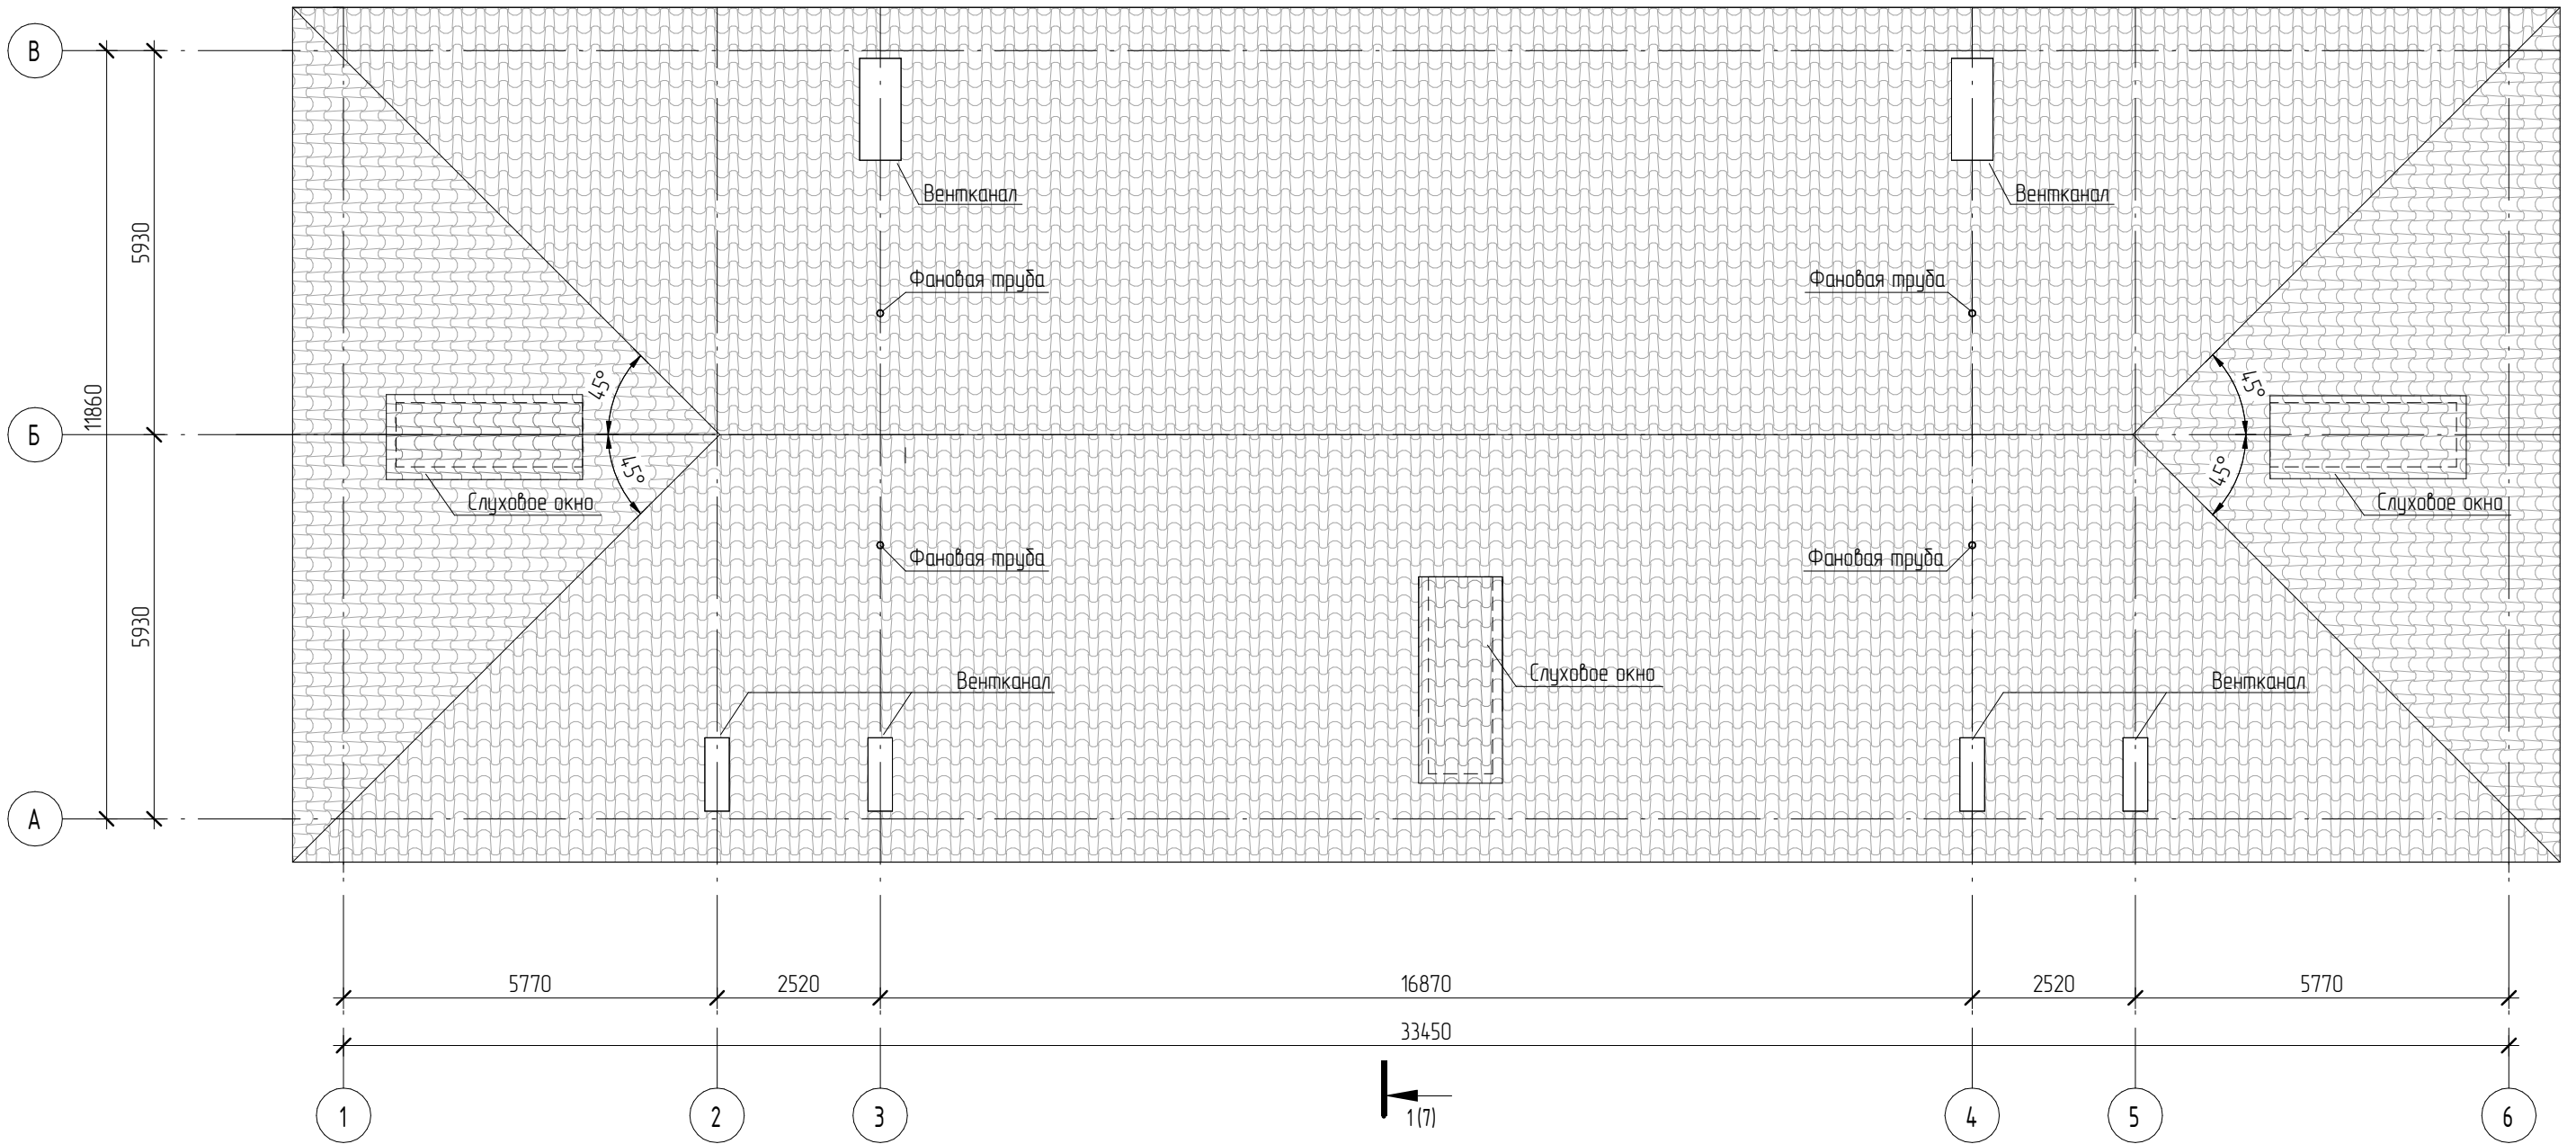 В
Вентканал
Вентканал
5930
Фановая труба
Фановая труба
45°
45°
11860
Б
45°
45°
Слуховое окно
Слуховое окно
Фановая труба
Фановая труба
5930
Слуховое окно
Вентканал
Вентканал
А
5770
2520
16870
2520
5770
33450
1 (7)
1
2
3
4
5
6